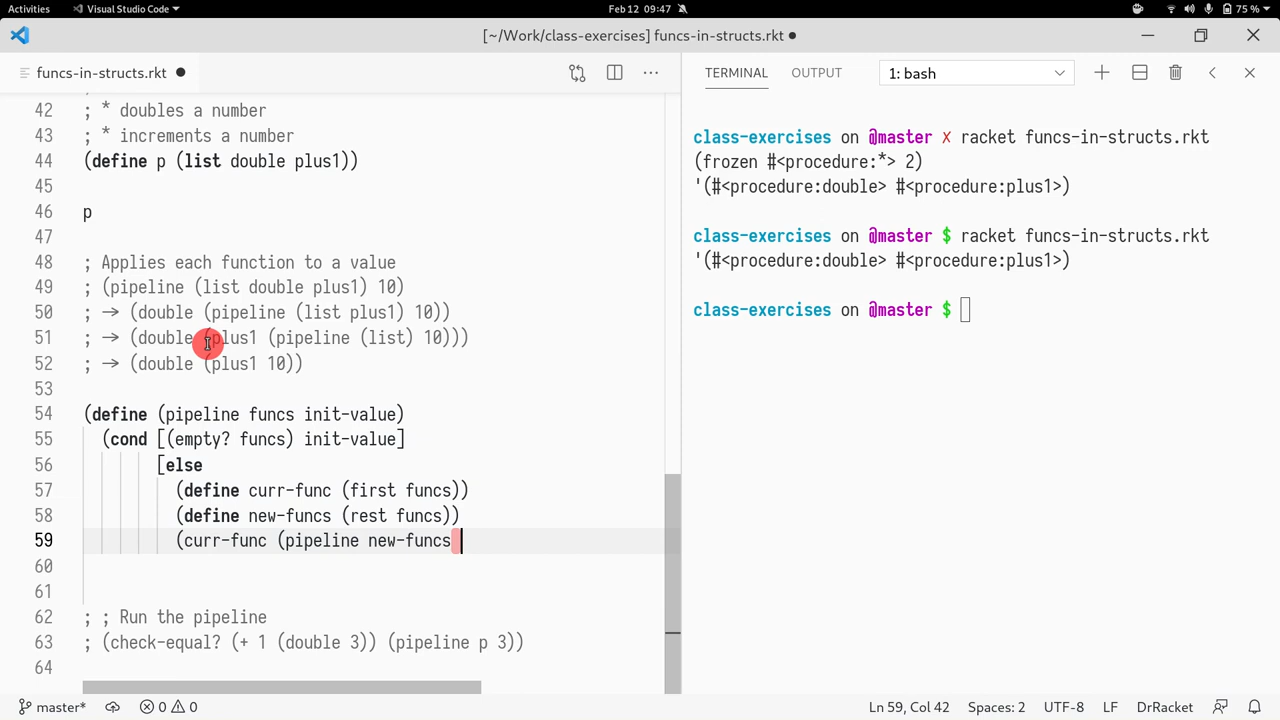 Activities Visual Studio Code Feb 12 09:47 75 %
[~/Work/class-exercises] funcs-in-structs.rkt ●
funcs-in-structs.rkt ● ···
TERMINAL OUTPUT 1: bash
42 ; * doubles a number
43 ; * increments a number
44 (define p (list double plus1))
45
46 p
47
48 ; Applies each function to a value
49 ; (pipeline (list double plus1) 10)
50 ; → (double (pipeline (list plus1) 10))
51 ; → (double (plus1 (pipeline (list) 10)))
52 ; → (double (plus1 10))
53
54 (define (pipeline funcs init-value)
55 (cond [(empty? funcs) init-value]
56 [else
57 (define curr-func (first funcs))
58 (define new-funcs (rest funcs))
59 (curr-func (pipeline new-funcs
60
61
62 ; ; Run the pipeline
63 ; (check-equal? (+ 1 (double 3)) (pipeline p 3))
64
class-exercises on @master ✗ racket funcs-in-structs.rkt
(frozen #<procedure:*> 2)
'(#<procedure:double> #<procedure:plus1>)
class-exercises on @master $ racket funcs-in-structs.rkt
'(#<procedure:double> #<procedure:plus1>)
class-exercises on @master $
master* 0 0 Ln 59, Col 42 Spaces: 2 UTF-8 LF DrRacket